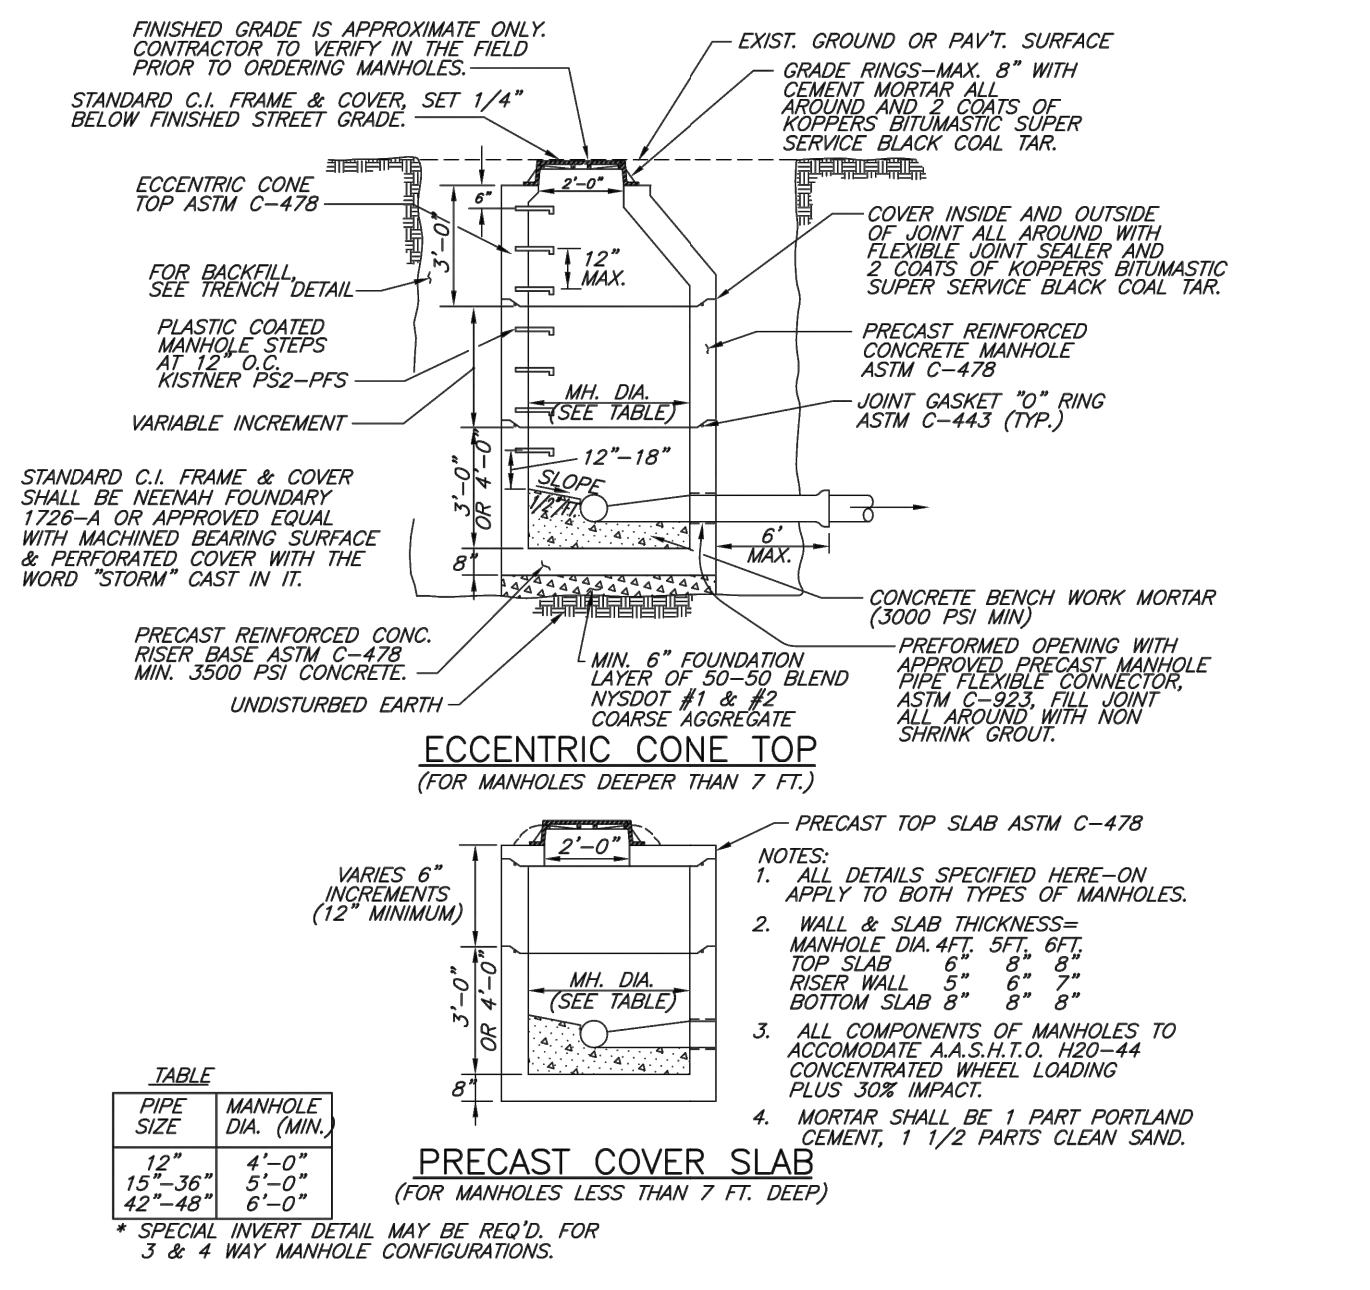 FINISHED GRADE IS APPROXIMATE ONLY.
CONTRACTOR TO VERIFY IN THE FIELD
PRIOR TO ORDERING MANHOLES.
STANDARD C.I. FRAME & COVER, SET 1/4"
BELOW FINISHED STREET GRADE.
EXIST. GROUND OR PAV'T. SURFACE
GRADE RINGS-MAX. 8" WITH
CEMENT MORTAR ALL
AROUND AND 2 COATS OF
KOPPERS BITUMASTIC SUPER
SERVICE BLACK COAL TAR.
ECCENTRIC CONE
TOP ASTM C-478
FOR BACKFILL,
SEE TRENCH DETAIL
PLASTIC COATED
MANHOLE STEPS
AT 12" O.C.
KISTNER PS2-PFS
VARIABLE INCREMENT
2'-0"
6"
3'-0"
12"
MAX.
COVER INSIDE AND OUTSIDE
OF JOINT ALL AROUND WITH
FLEXIBLE JOINT SEALER AND
2 COATS OF KOPPERS BITUMASTIC
SUPER SERVICE BLACK COAL TAR.
PRECAST REINFORCED
CONCRETE MANHOLE
ASTM C-478
MH. DIA.
(SEE TABLE)
JOINT GASKET "O" RING
ASTM C-443 (TYP.)
STANDARD C.I. FRAME & COVER
SHALL BE NEENAH FOUNDARY
1726-A OR APPROVED EQUAL
WITH MACHINED BEARING SURFACE
& PERFORATED COVER WITH THE
WORD "STORM" CAST IN IT.
3'-0"
OR 4'-0"
12"-18"
SLOPE
1/2"/FT.
8"
6'
MAX.
CONCRETE BENCH WORK MORTAR
(3000 PSI MIN)
PRECAST REINFORCED CONC.
RISER BASE ASTM C-478
MIN. 3500 PSI CONCRETE.
UNDISTURBED EARTH
MIN. 6" FOUNDATION
LAYER OF 50-50 BLEND
NYSDOT #1 & #2
COARSE AGGREGATE
PREFORMED OPENING WITH
APPROVED PRECAST MANHOLE
PIPE FLEXIBLE CONNECTOR,
ASTM C-923, FILL JOINT
ALL AROUND WITH NON
SHRINK GROUT.
ECCENTRIC CONE TOP
(FOR MANHOLES DEEPER THAN 7 FT.)
PRECAST TOP SLAB ASTM C-478
2'-0"
VARIES 6"
INCREMENTS
(12" MINIMUM)
3'-0"
OR 4'-0"
MH. DIA.
(SEE TABLE)
8"
NOTES:
1. ALL DETAILS SPECIFIED HERE-ON
APPLY TO BOTH TYPES OF MANHOLES.
2. WALL & SLAB THICKNESS=
MANHOLE DIA. 4FT. 5FT. 6FT.
TOP SLAB 6" 8" 8"
RISER WALL 5" 6" 7"
BOTTOM SLAB 8" 8" 8"
3. ALL COMPONENTS OF MANHOLES TO
ACCOMODATE A.A.S.H.T.O. H20-44
CONCENTRATED WHEEL LOADING
PLUS 30% IMPACT.
4. MORTAR SHALL BE 1 PART PORTLAND
CEMENT, 1 1/2 PARTS CLEAN SAND.
PRECAST COVER SLAB
(FOR MANHOLES LESS THAN 7 FT. DEEP)
TABLE
PIPE SIZE MANHOLE DIA. (MIN.)
12" 4'-0"
15"-36" 5'-0"
42"-48" 6'-0"
* SPECIAL INVERT DETAIL MAY BE REQ'D. FOR
3 & 4 WAY MANHOLE CONFIGURATIONS.